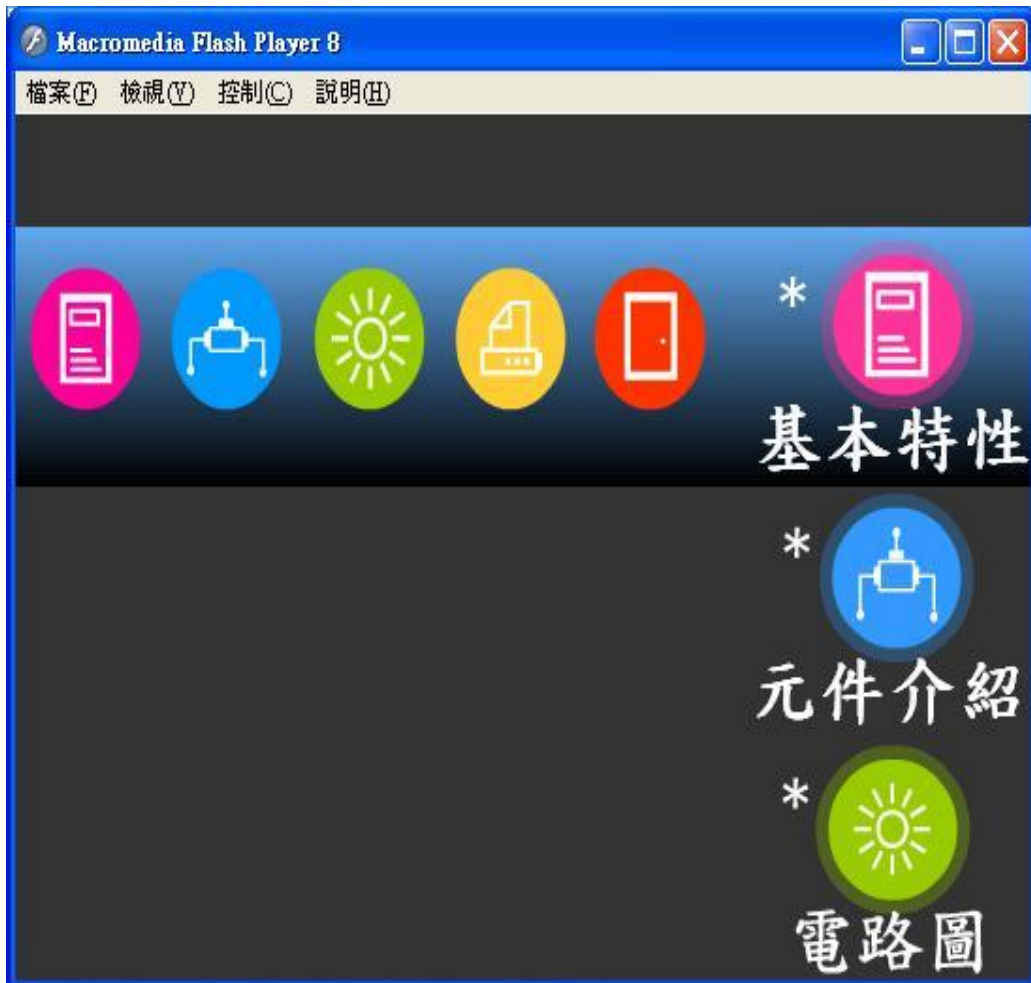 Macromedia Flash Player 8
檔案(F) 檢視(V) 控制(C) 說明(H)
*
基本特性
*
元件介紹
*
電路圖